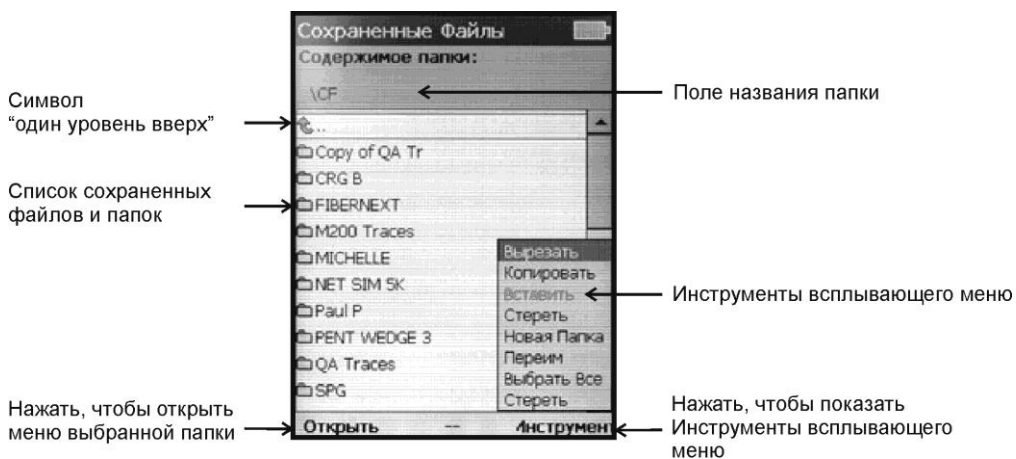 Сохраненные Файлы
Содержимое папки:
\CF
..
Copy of QA Tr
CRG B
FIBERNEXT
M200 Traces
MICHELLE
NET SIM 5K
Paul P
PENT WEDGE 3
QA Traces
SPG
Вырезать
Копировать
Вставить
Стереть
Новая Папка
Переим
Выбрать Все
Стереть
Открыть -- Инструмент
Символ
“один уровень вверх”
Список сохраненных
файлов и папок
Нажать, чтобы открыть
меню выбранной папки
Поле названия папки
Инструменты всплывающего меню
Нажать, чтобы показать
Инструменты всплывающего
меню